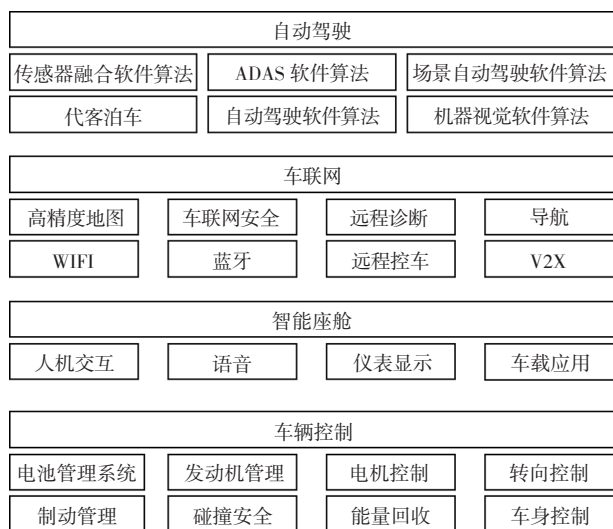 自动驾驶
传感器融合软件算法 ADAS 软件算法 场景自动驾驶软件算法
代客泊车 自动驾驶软件算法 机器视觉软件算法
车联网
高精度地图 车联网安全 远程诊断 导航
WIFI 蓝牙 远程控车 V2X
智能座舱
人机交互 语音 仪表显示 车载应用
车辆控制
电池管理系统 发动机管理 电机控制 转向控制
制动管理 碰撞安全 能量回收 车身控制